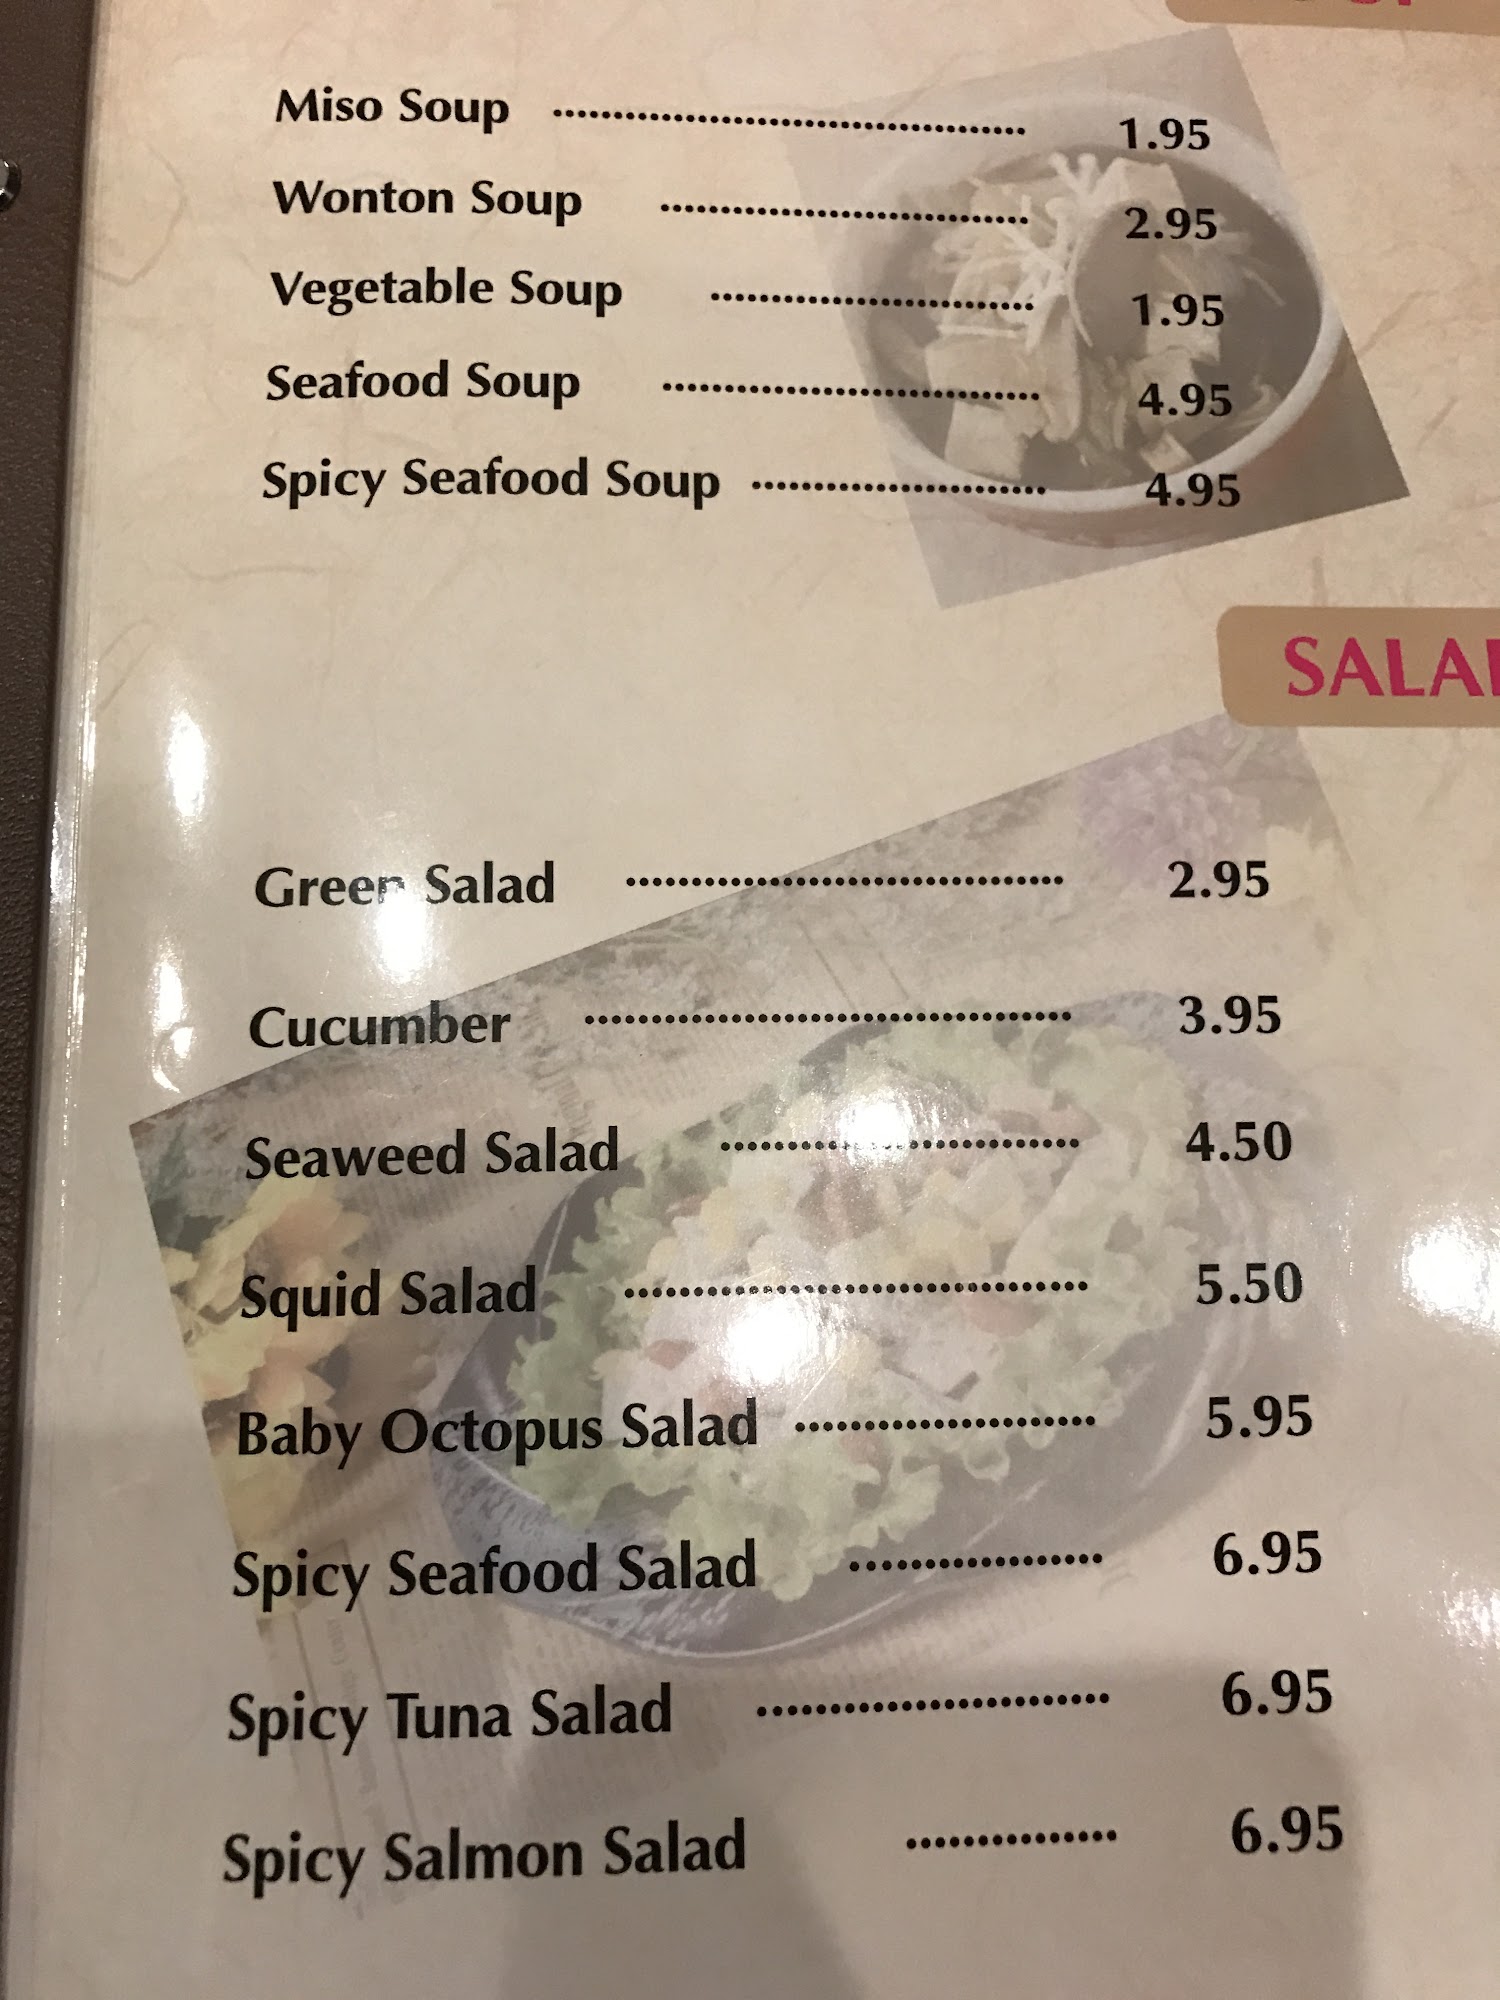 Miso Soup ........................................ 1.95
Wonton Soup ................................ 2.95
Vegetable Soup ............................ 1.95
Seafood Soup ................................ 4.95
Spicy Seafood Soup ........................ 4.95
Green Salad .................................. 2.95
Cucumber ..................................... 3.95
Seaweed Salad ........................... 4.50
Squid Salad .................................. 5.50
Baby Octopus Salad ...................... 5.95
Spicy Seafood Salad .................. 6.95
Spicy Tuna Salad ......................... 6.95
Spicy Salmon Salad ............... 6.95